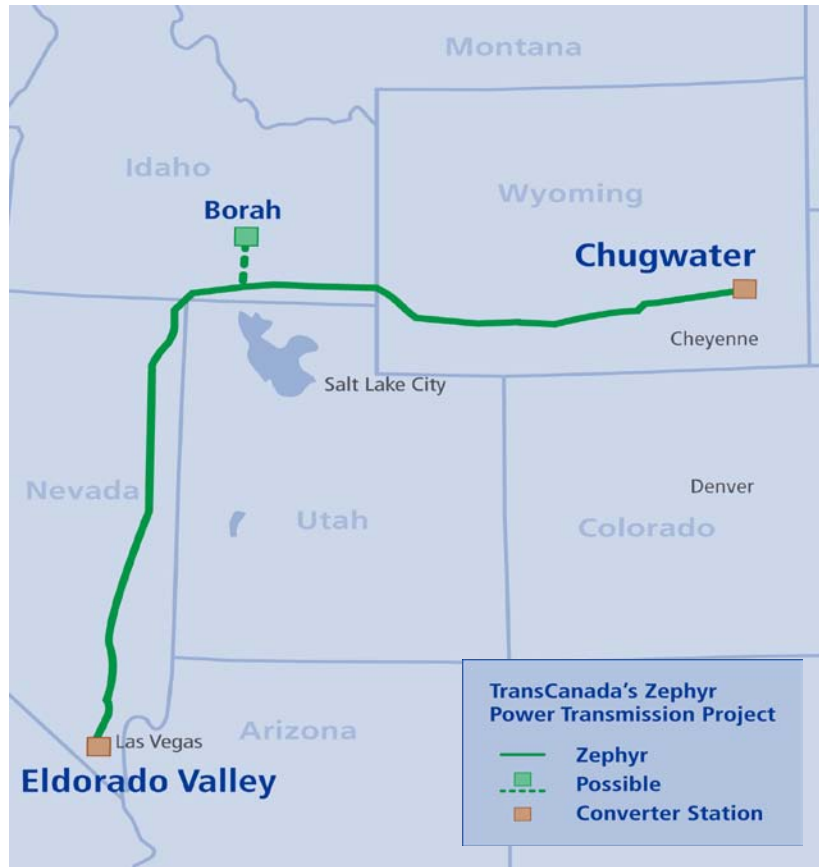 Montana
Idaho
Wyoming
Borah
Chugwater
Cheyenne
Salt Lake City
Nevada
Denver
Utah
Colorado
Arizona
Las Vegas
Eldorado Valley
TransCanada's Zephyr
Power Transmission Project
Zephyr
Possible
Converter Station